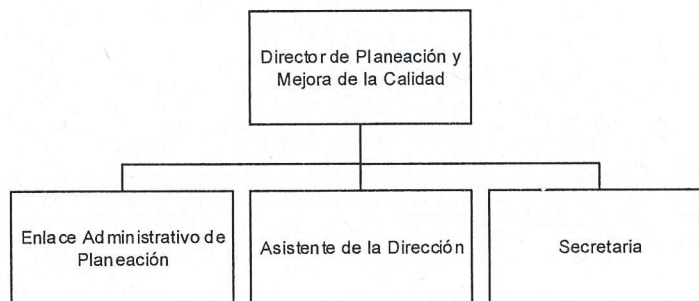 Director de Planeación y
Mejora de la Calidad
Enlace Administrativo de
Planeación
Asistente de la Dirección
Secretaria